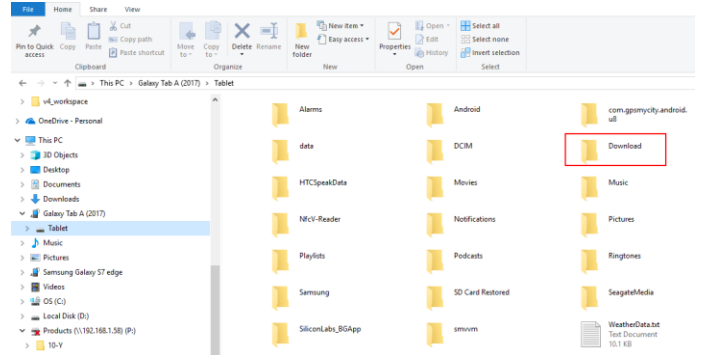 File Home Share View
Pin to Quick access
Copy
Paste
Cut
Copy path
Paste shortcut
Clipboard
Move to
Copy to
Delete
Rename
Organize
New folder
New item
Easy access
New
Properties
Open
Edit
History
Open
Select all
Select none
Invert selection
Select
This PC > Galaxy Tab A (2017) > Tablet
v4_workspace
OneDrive - Personal
This PC
3D Objects
Desktop
Documents
Downloads
Galaxy Tab A (2017)
Tablet
Music
Pictures
Samsung Galaxy S7 edge
Videos
OS (C:)
Local Disk (D:)
Products (\\192.168.1.58) (P:)
10-Y
Alarms
Android
com.gpsmycity.android.
u8
data
DCIM
Download
HTCSpeakData
Movies
Music
NfcV-Reader
Notifications
Pictures
Playlists
Podcasts
Ringtones
Samsung
SD Card Restored
SeagateMedia
SiliconLabs_BGApp
smvvm
WeatherData.txt
Text Document
10.1 KB